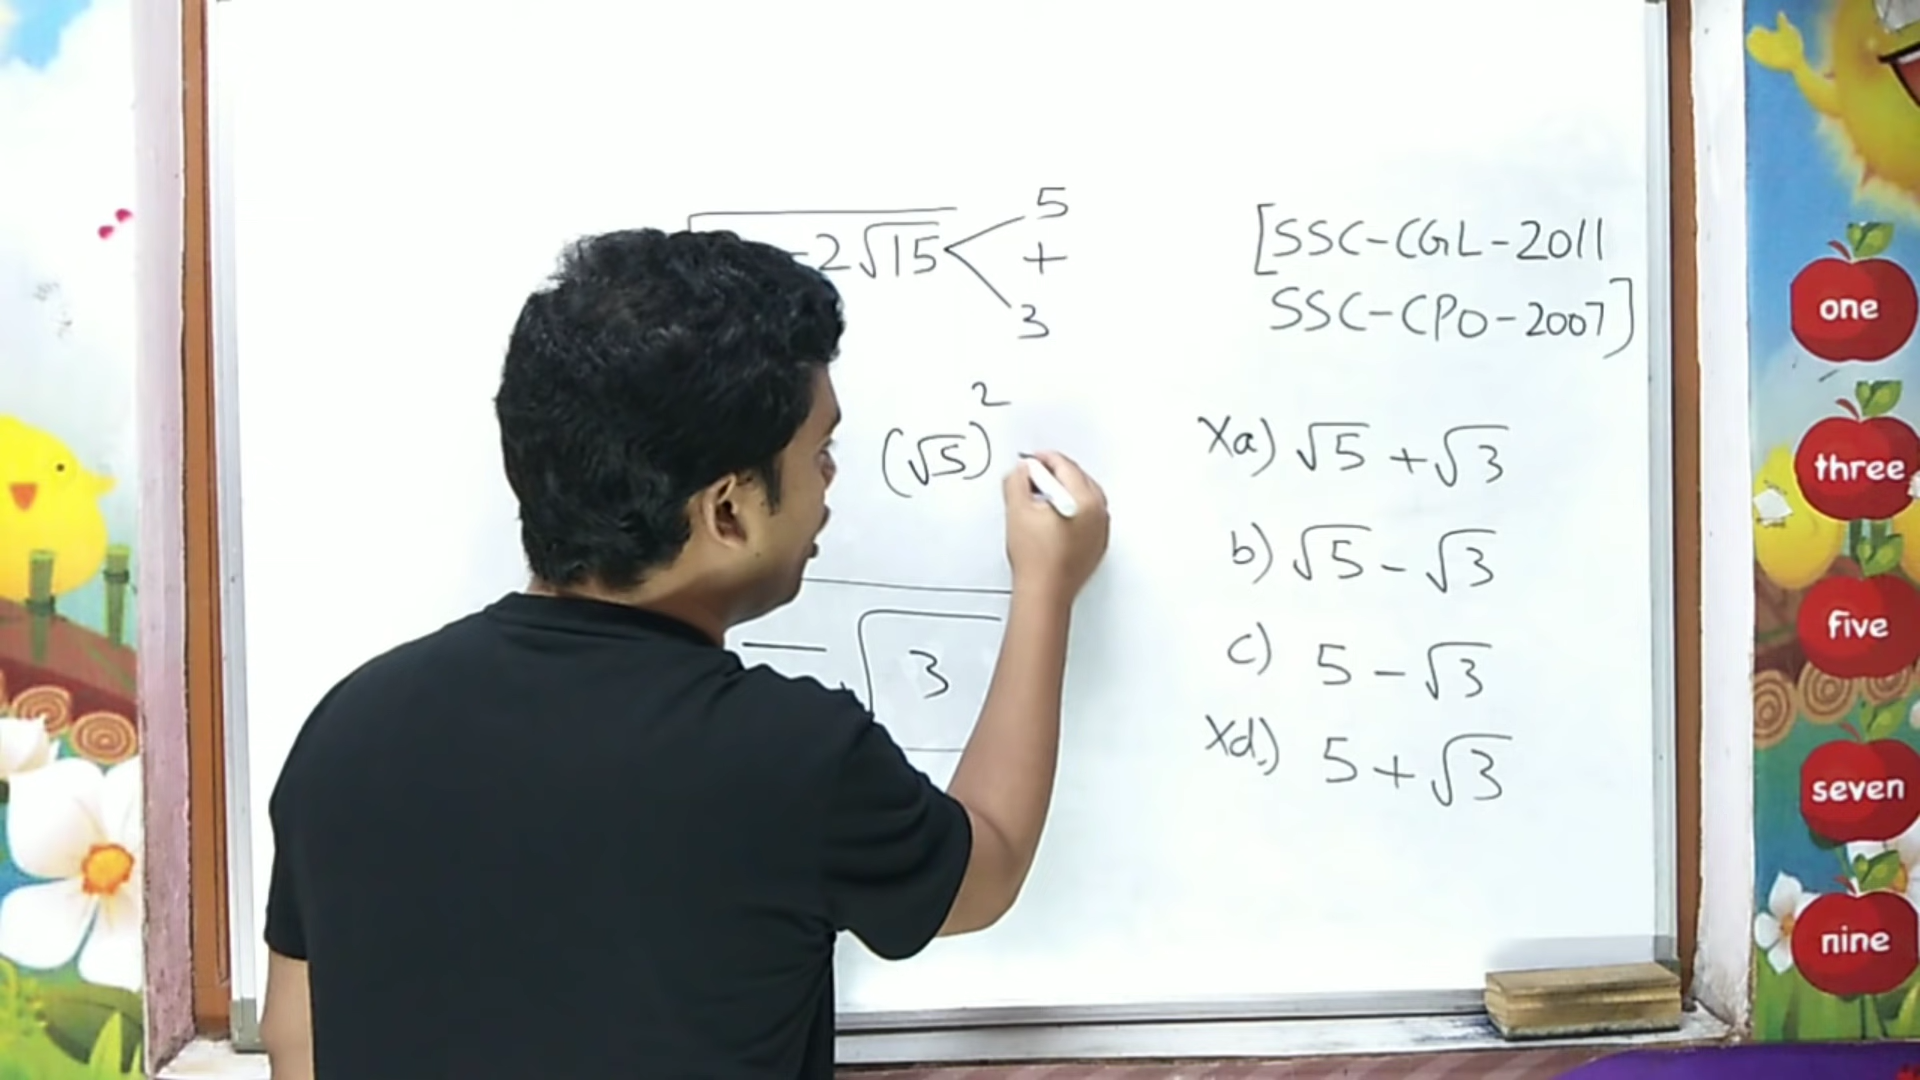 -2√15 < 5
+
3
(√5)²
- √3
[SSC-CGL-2011
SSC-CPO-2007]
Xa) √5 + √3
b) √5 - √3
c) 5 - √3
Xd.) 5 + √3
one
three
five
seven
nine